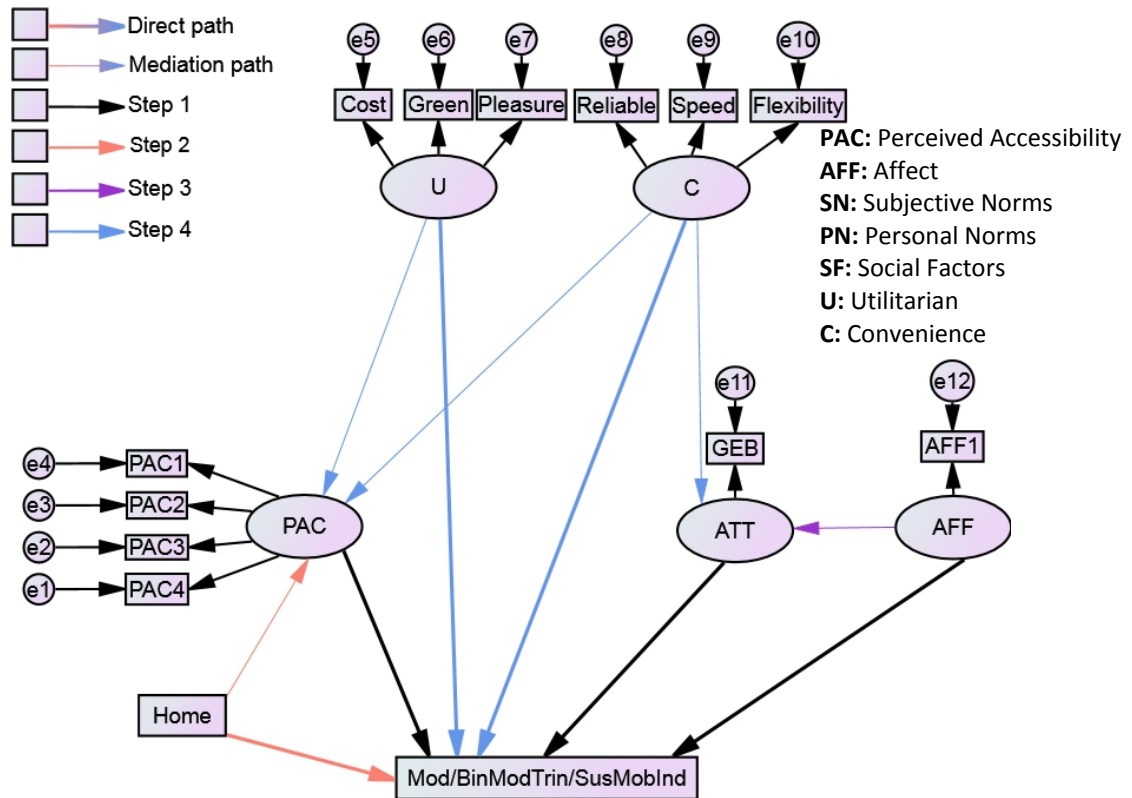 Direct path
Mediation path
Step 1
Step 2
Step 3
Step 4
e5 e6 e7 e8 e9 e10
Cost Green Pleasure Reliable Speed Flexibility
U C
PAC: Perceived Accessibility
AFF: Affect
SN: Subjective Norms
PN: Personal Norms
SF: Social Factors
U: Utilitarian
C: Convenience
e11 e12
GEB AFF1
e4 PAC1
e3 PAC2
e2 PAC3
e1 PAC4
PAC ATT AFF
Home
Mod/BinModTrin/SusMobInd